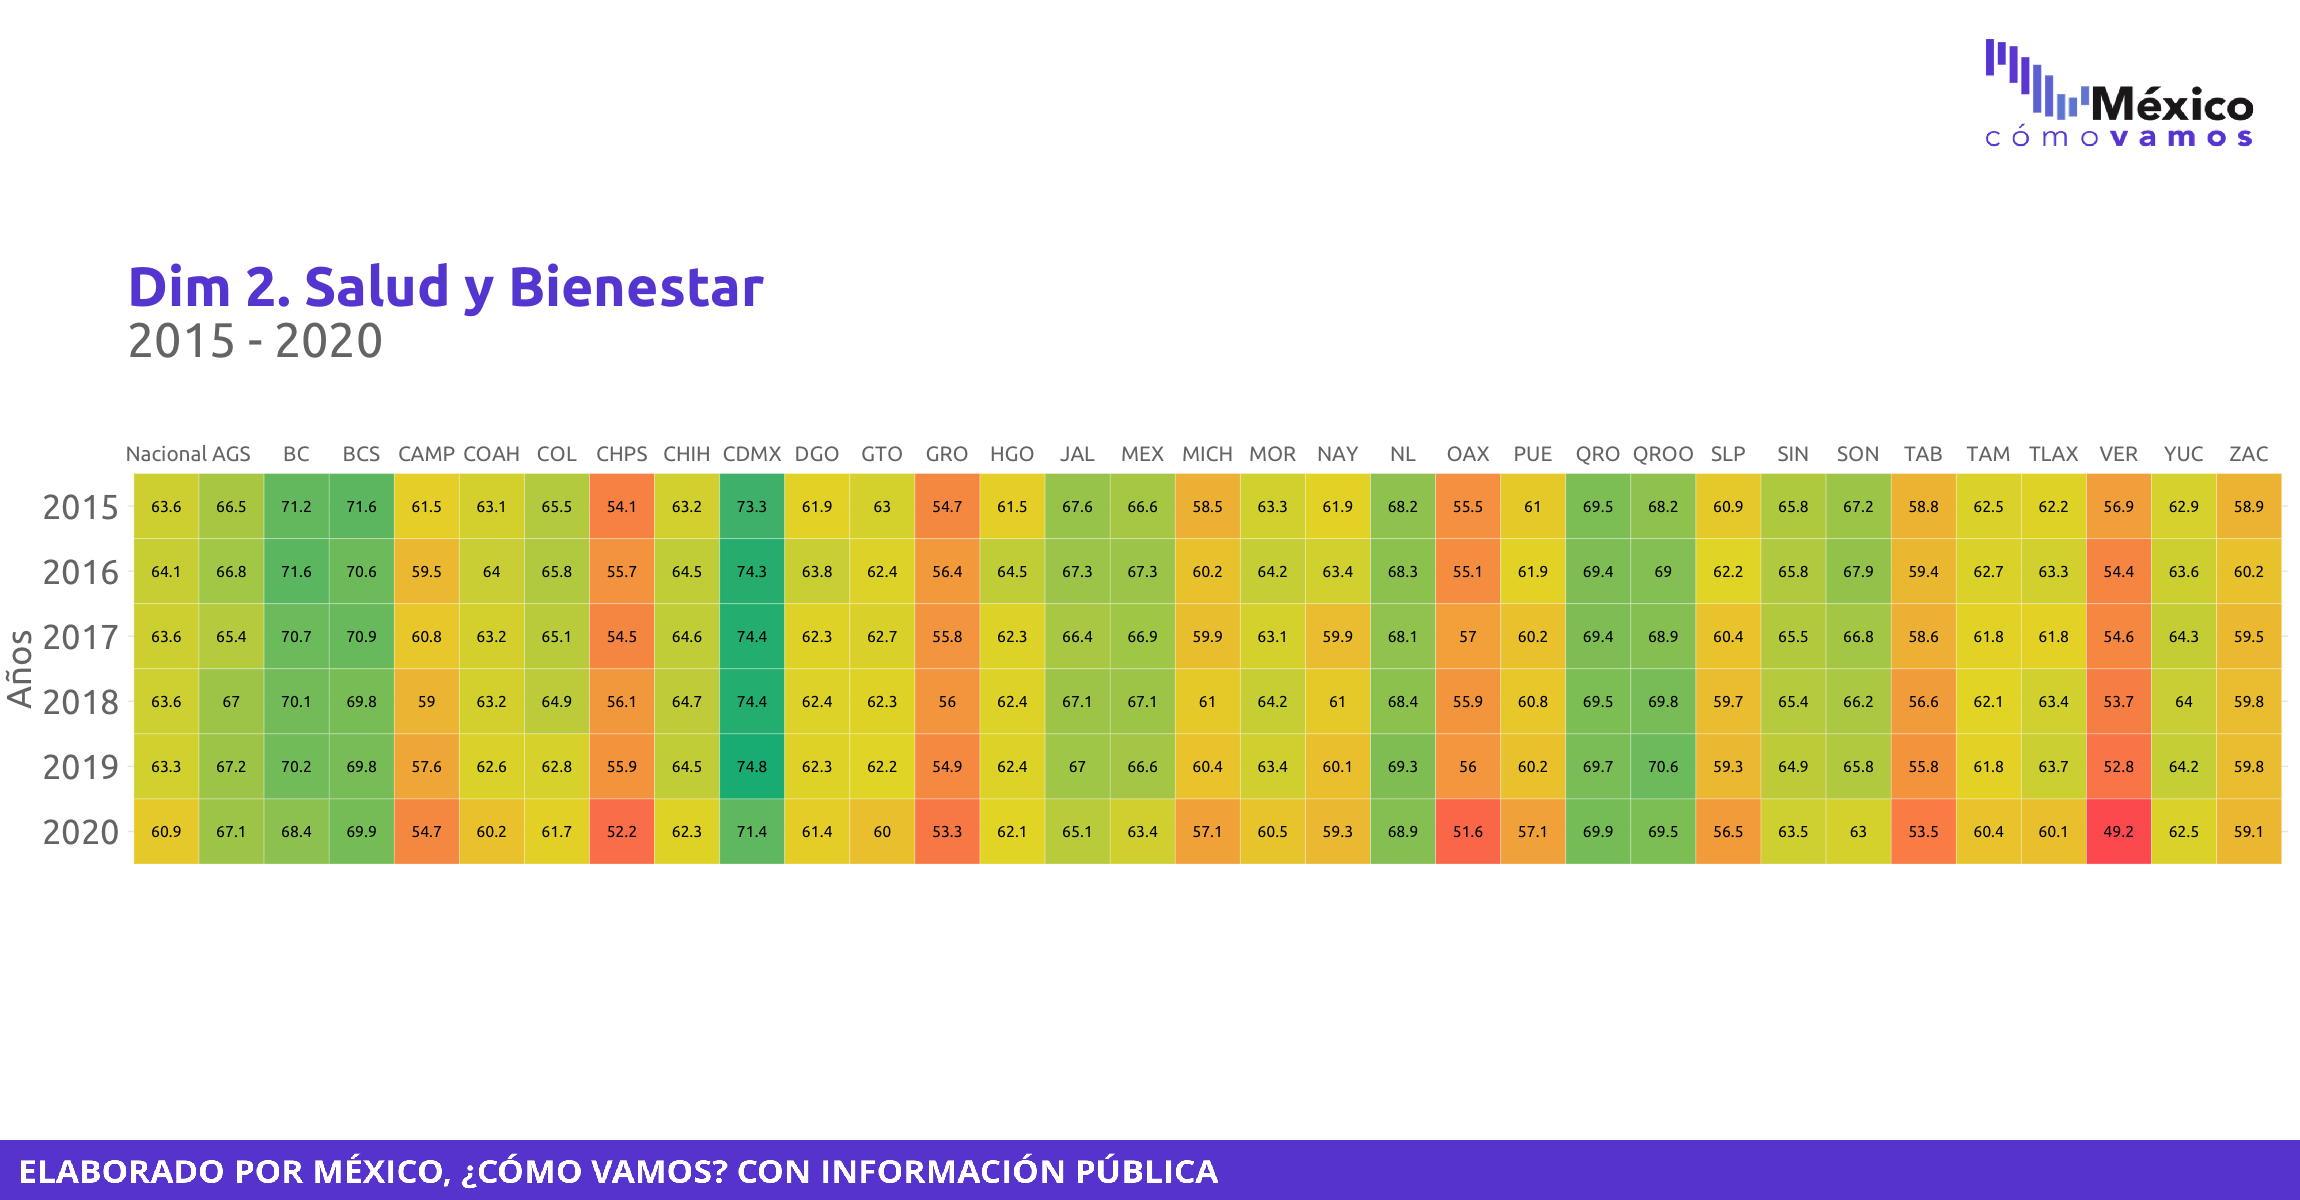 México
cómovamos
Dim 2. Salud y Bienestar
2015 - 2020
Nacional AGS BC BCS CAMP COAH COL CHPS CHIH CDMX DGO GTO GRO HGO JAL MEX MICH MOR NAY NL OAX PUE QRO QROO SLP SIN SON TAB TAM TLAX VER YUC ZAC
Años
2015 63.6 66.5 71.2 71.6 61.5 63.1 65.5 54.1 63.2 73.3 61.9 63 54.7 61.5 67.6 66.6 58.5 63.3 61.9 68.2 55.5 61 69.5 68.2 60.9 65.8 67.2 58.8 62.5 62.2 56.9 62.9 58.9
2016 64.1 66.8 71.6 70.6 59.5 64 65.8 55.7 64.5 74.3 63.8 62.4 56.4 64.5 67.3 67.3 60.2 64.2 63.4 68.3 55.1 61.9 69.4 69 62.2 65.8 67.9 59.4 62.7 63.3 54.4 63.6 60.2
2017 63.6 65.4 70.7 70.9 60.8 63.2 65.1 54.5 64.6 74.4 62.3 62.7 55.8 62.3 66.4 66.9 59.9 63.1 59.9 68.1 57 60.2 69.4 68.9 60.4 65.5 66.8 58.6 61.8 61.8 54.6 64.3 59.5
2018 63.6 67 70.1 69.8 59 63.2 64.9 56.1 64.7 74.4 62.4 62.3 56 62.4 67.1 67.1 61 64.2 61 68.4 55.9 60.8 69.5 69.8 59.7 65.4 66.2 56.6 62.1 63.4 53.7 64 59.8
2019 63.3 67.2 70.2 69.8 57.6 62.6 62.8 55.9 64.5 74.8 62.3 62.2 54.9 62.4 67 66.6 60.4 63.4 60.1 69.3 56 60.2 69.7 70.6 59.3 64.9 65.8 55.8 61.8 63.7 52.8 64.2 59.8
2020 60.9 67.1 68.4 69.9 54.7 60.2 61.7 52.2 62.3 71.4 61.4 60 53.3 62.1 65.1 63.4 57.1 60.5 59.3 68.9 51.6 57.1 69.9 69.5 56.5 63.5 63 53.5 60.4 60.1 49.2 62.5 59.1
ELABORADO POR MÉXICO, ¿CÓMO VAMOS? CON INFORMACIÓN PÚBLICA